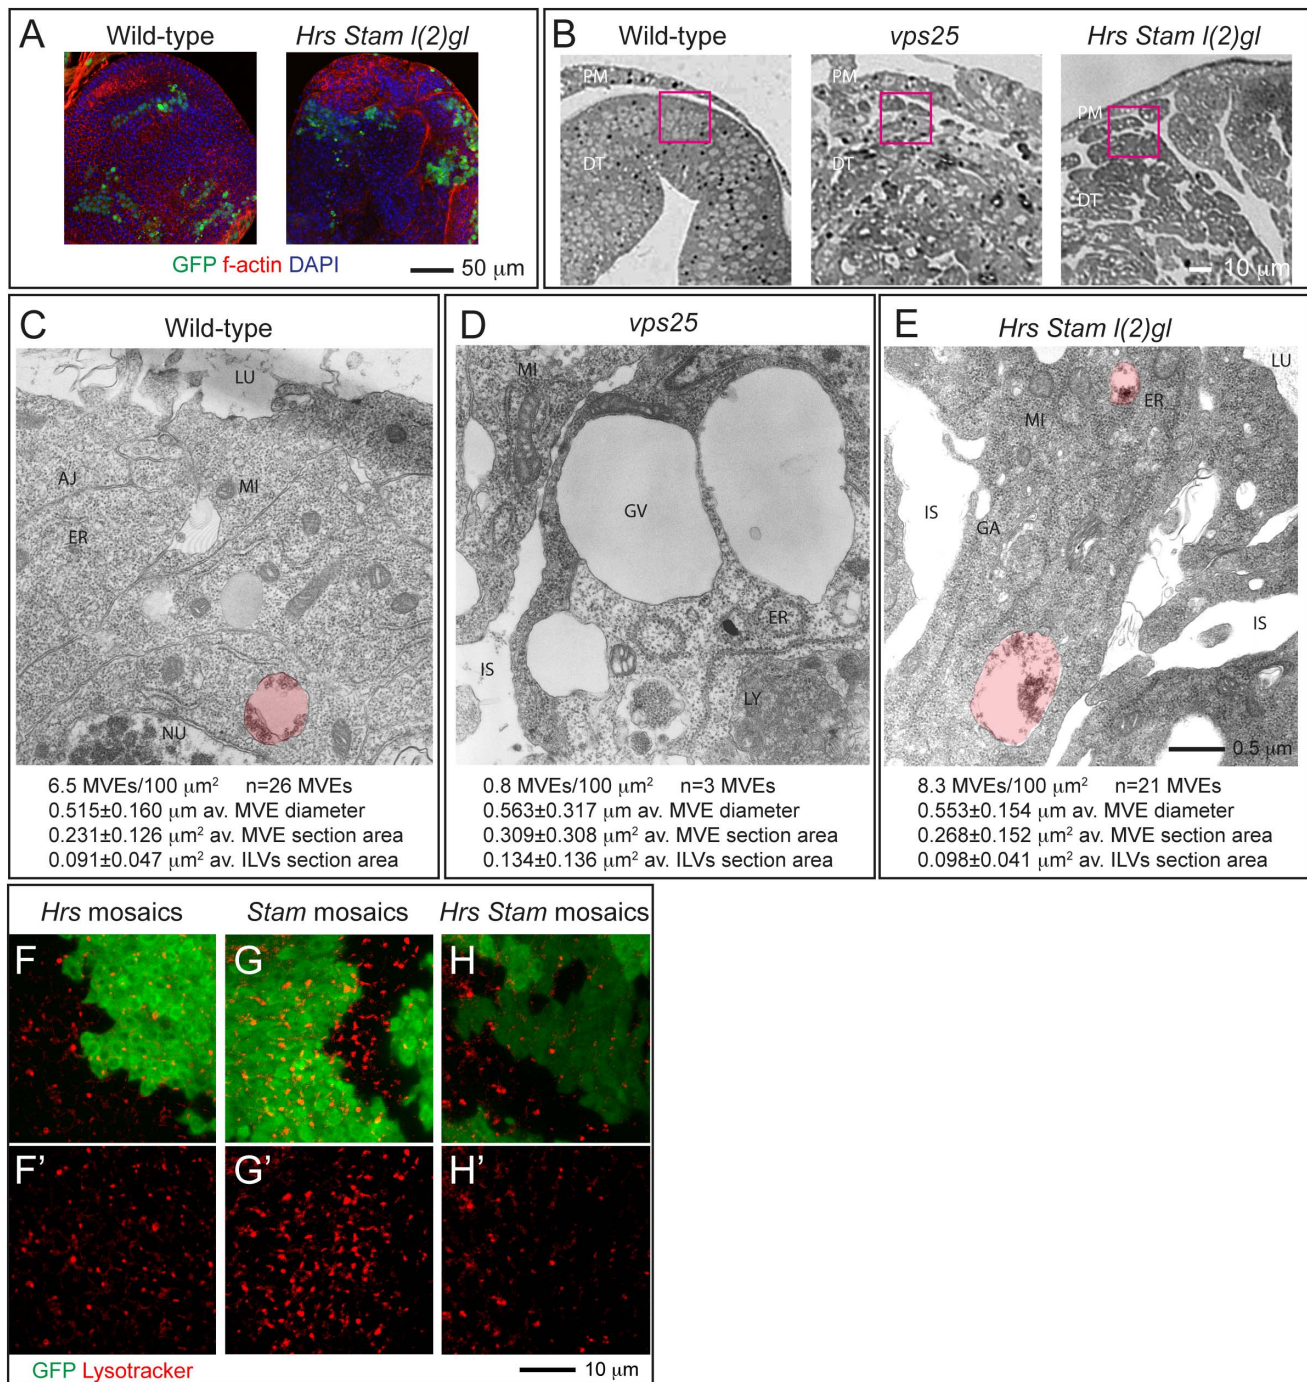 A
Wild-type
Hrs Stam l(2)gl
GFP f-actin DAPI
50 μm
B
Wild-type
vps25
Hrs Stam l(2)gl
PM
DT
PM
DT
PM
DT
10 μm
C
Wild-type
LU
AJ
MI
ER
NU
6.5 MVEs/100 μm² n=26 MVEs
0.515±0.160 μm av. MVE diameter
0.231±0.126 μm² av. MVE section area
0.091±0.047 μm² av. ILVs section area
D
vps25
MI
GV
ER
IS
LY
0.8 MVEs/100 μm² n=3 MVEs
0.563±0.317 μm av. MVE diameter
0.309±0.308 μm² av. MVE section area
0.134±0.136 μm² av. ILVs section area
E
Hrs Stam l(2)gl
LU
ER
MI
IS
GA
IS
0.5 μm
8.3 MVEs/100 μm² n=21 MVEs
0.553±0.154 μm av. MVE diameter
0.268±0.152 μm² av. MVE section area
0.098±0.041 μm² av. ILVs section area
Hrs mosaics
Stam mosaics
Hrs Stam mosaics
F
G
H
F'
G'
H'
GFP Lysotracker
10 μm